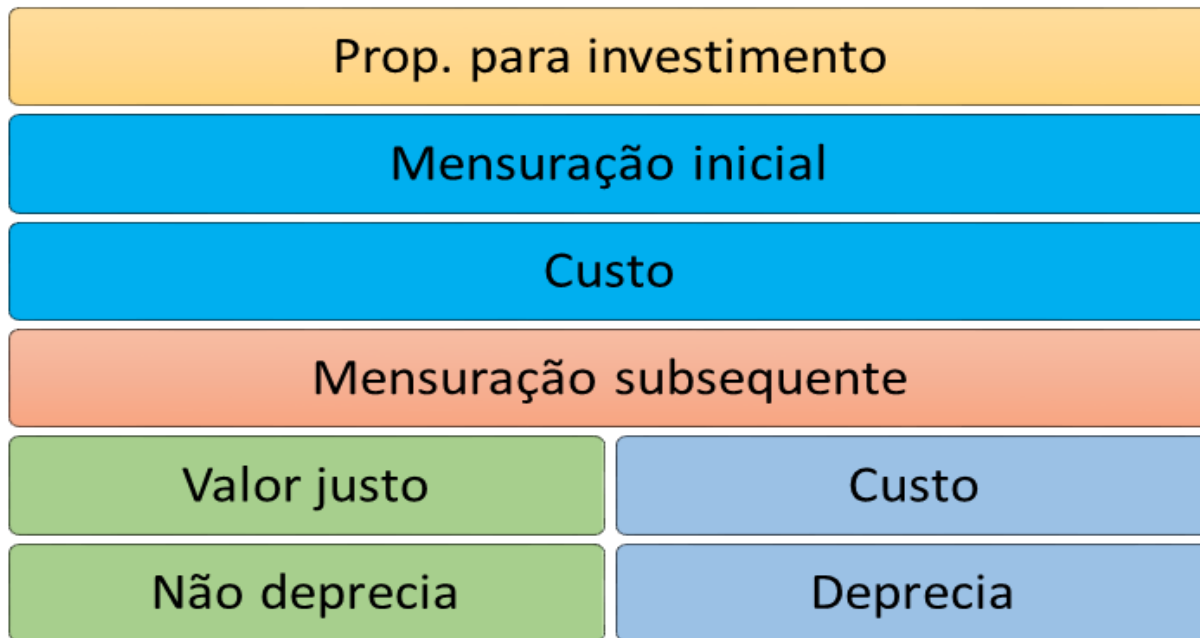 Prop. para investimento
Mensuração inicial
Custo
Mensuração subsequente
Valor justo
Custo
Não deprecia
Deprecia